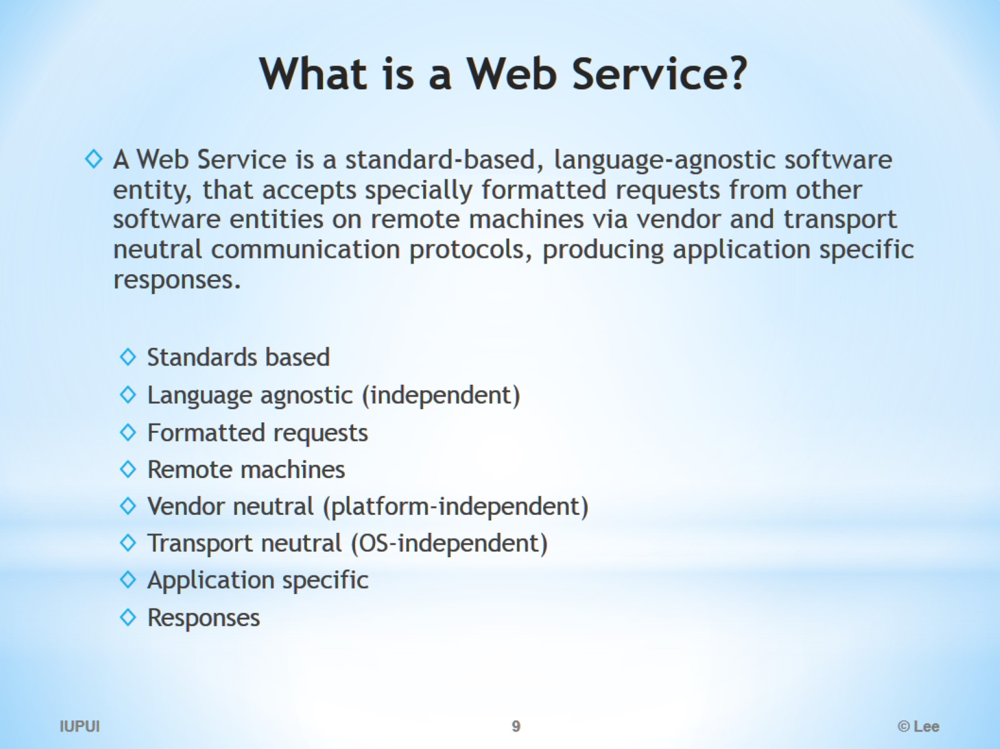 What is a Web Service?
A Web Service is a standard-based, language-agnostic software
entity, that accepts specially formatted requests from other
software entities on remote machines via vendor and transport
neutral communication protocols, producing application specific
responses.
Standards based
Language agnostic (independent)
Formatted requests
Remote machines
Vendor neutral (platform-independent)
Transport neutral (OS-independent)
Application specific
Responses
IUPUI 9 © Lee